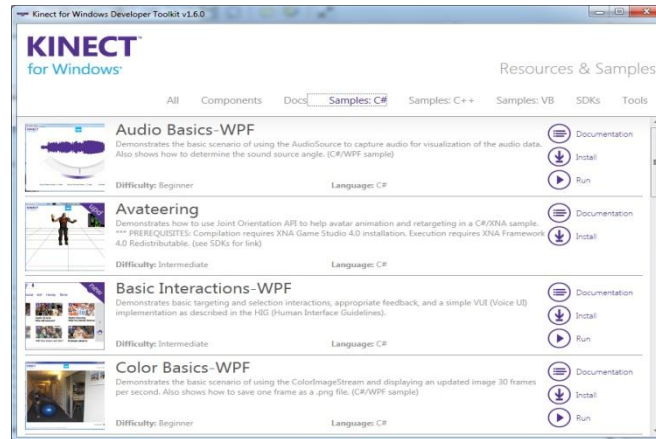 Kinect for Windows Developer Toolkit v1.6.0
KINECT™
for Windows®
Resources & Samples
All Components Docs Samples: C# Samples: C++ Samples: VB SDKs Tools
Audio Basics-WPF
Demonstrates the basic scenario of using the AudioSource to capture audio for visualization of the audio data.
Also shows how to determine the sound source angle. (C#/WPF sample)
Difficulty: Beginner Language: C#
Documentation
Install
Run
upd
Avateering
Demonstrates how to use Joint Orientation API to help avatar animation and retargeting in a C#/XNA sample.
*** PREREQUISITES: Compilation requires XNA Game Studio 4.0 installation. Execution requires XNA Framework
4.0 Redistributable. (see SDKs for link)
Difficulty: Intermediate Language: C#
Documentation
Install
New
Basic Interactions-WPF
Demonstrates basic targeting and selection interactions, appropriate feedback, and a simple VUI (Voice UI)
implementation as described in the HIG (Human Interface Guidelines).
Difficulty: Intermediate Language: C#
Documentation
Install
Run
Color Basics-WPF
Demonstrates the basic scenario of using the ColorImageStream and displaying an updated image 30 frames
per second. Also shows how to save one frame as a .png file. (C#/WPF sample)
Difficulty: Beginner Language: C#
Documentation
Install
Run